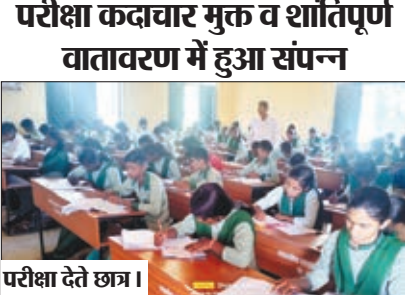 परीक्षा कदाचार मुक्त व शांतिपूर्ण
वातावरण में हुआ संपन्न
परीक्षा देते छात्र।